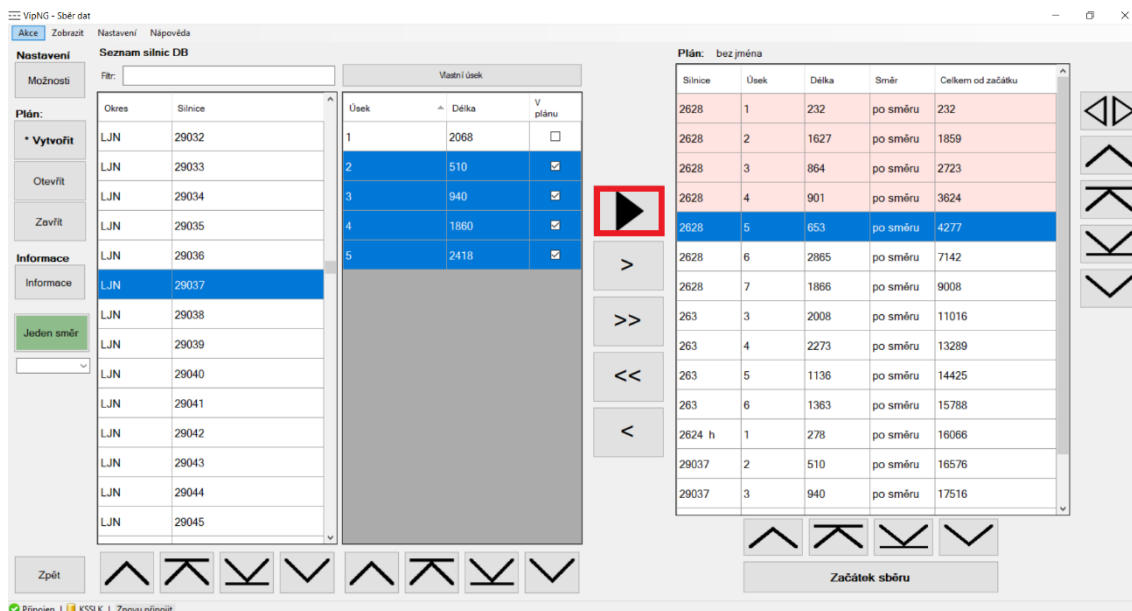 VipNG - Sběr dat
Akce Zobrazit Nastavení Nápověda
Nastavení
Možnosti
Plán:
* Vytvořit
Otevřít
Zavřít
Informace
Informace
Jeden směr
Zpět
Seznam silnic DB
Filtr:
Vlastní úsek
Okres Silnice
LJN 29032
LJN 29033
LJN 29034
LJN 29035
LJN 29036
LJN 29037
LJN 29038
LJN 29039
LJN 29040
LJN 29041
LJN 29042
LJN 29043
LJN 29044
LJN 29045
Úsek Délka V plánu
1 2068
2 510
3 940
4 1860
5 2418
>
>>
<<
<
Plán: bez jména
Silnice Úsek Délka Směr Celkem od začátku
2628 1 232 po směru 232
2628 2 1627 po směru 1859
2628 3 864 po směru 2723
2628 4 901 po směru 3624
2628 5 653 po směru 4277
2628 6 2865 po směru 7142
2628 7 1866 po směru 9008
263 3 2008 po směru 11016
263 4 2273 po směru 13289
263 5 1136 po směru 14425
263 6 1363 po směru 15788
2624 h 1 278 po směru 16066
29037 2 510 po směru 16576
29037 3 940 po směru 17516
Začátek sběru
Připojen | KSSLK | Znovu připojit